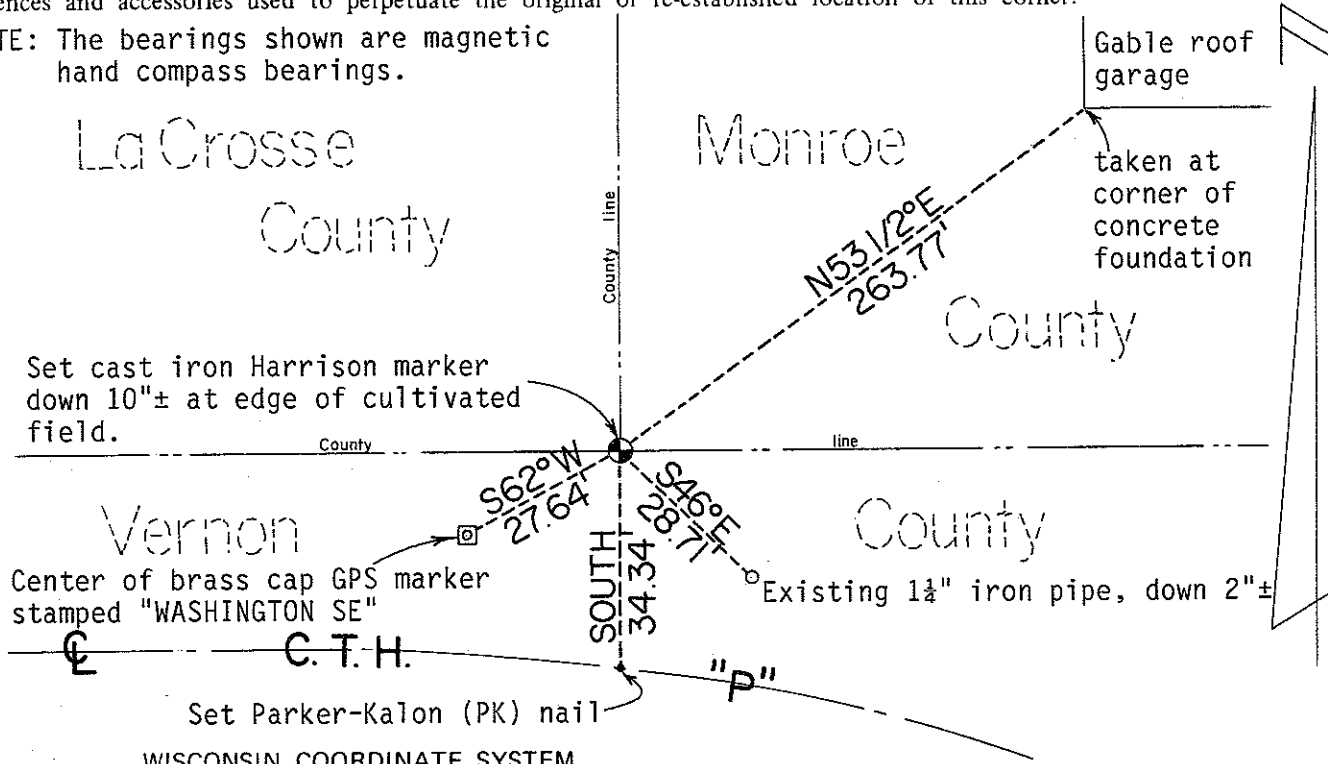 ences and accessories used to perpetuate the original or re-established location of this corner.
TE: The bearings shown are magnetic
hand compass bearings.
Gable roof
garage
La Crosse
County
Monroe
County
taken at
corner of
concrete
foundation
County line
N53 1/2°E
263.77'
Set cast iron Harrison marker
down 10"± at edge of cultivated
field.
County line
S62°W
27.64'
S46°E
28.71'
SOUTH
34.34'
Vernon
County
Center of brass cap GPS marker
stamped "WASHINGTON SE"
Existing 1¼" iron pipe, down 2"±
℄ C. T. H. "P"
Set Parker-Kalon (PK) nail
WISCONSIN COORDINATE SYSTEM